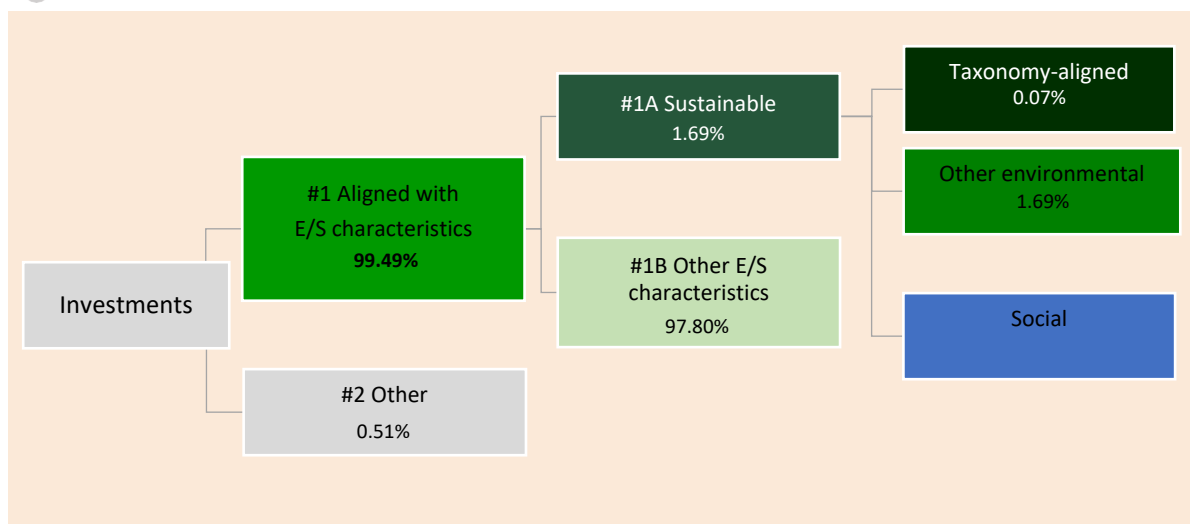 Investments
#1 Aligned with
E/S characteristics
99.49%
#2 Other
0.51%
#1A Sustainable
1.69%
#1B Other E/S
characteristics
97.80%
Taxonomy-aligned
0.07%
Other environmental
1.69%
Social